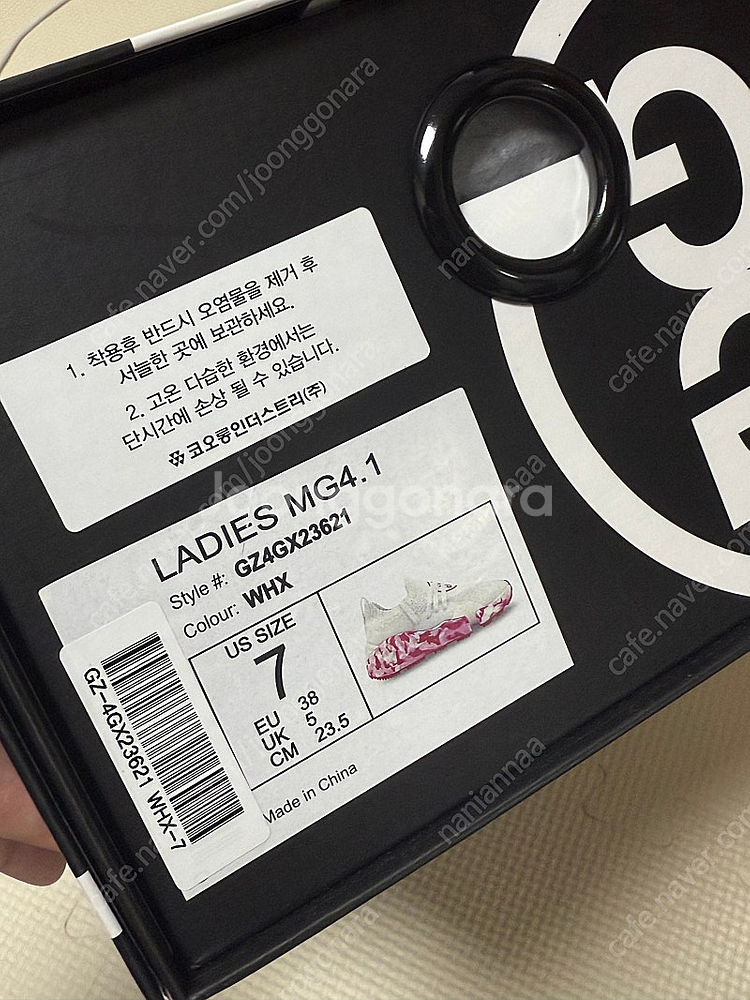 1. 착용후 반드시 오염물을 제거 후
서늘한 곳에 보관하세요.
2. 고온 다습한 환경에서는
단시간에 손상 될 수 있습니다.
코오롱인더스트리(주)
LADIES MG4.1
Style #: GZ4GX23621
Colour: WHX
US SIZE
7
EU 38
UK 5
CM 23.5
Made in China
GZ-4GX23621 WHX-7
joonggonara
cafe.naver.com/joonggonara
naniannaa